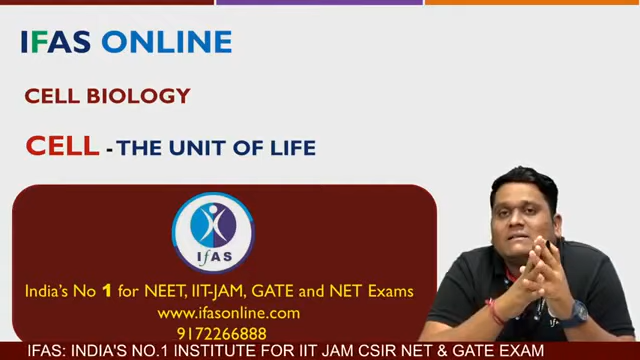 IFAS ONLINE
CELL BIOLOGY
CELL - THE UNIT OF LIFE
IfAS
India's No 1 for NEET, IIT-JAM, GATE and NET Exams
www.ifasonline.com
9172266888
IFAS: INDIA'S NO.1 INSTITUTE FOR IIT JAM CSIR NET & GATE EXAM